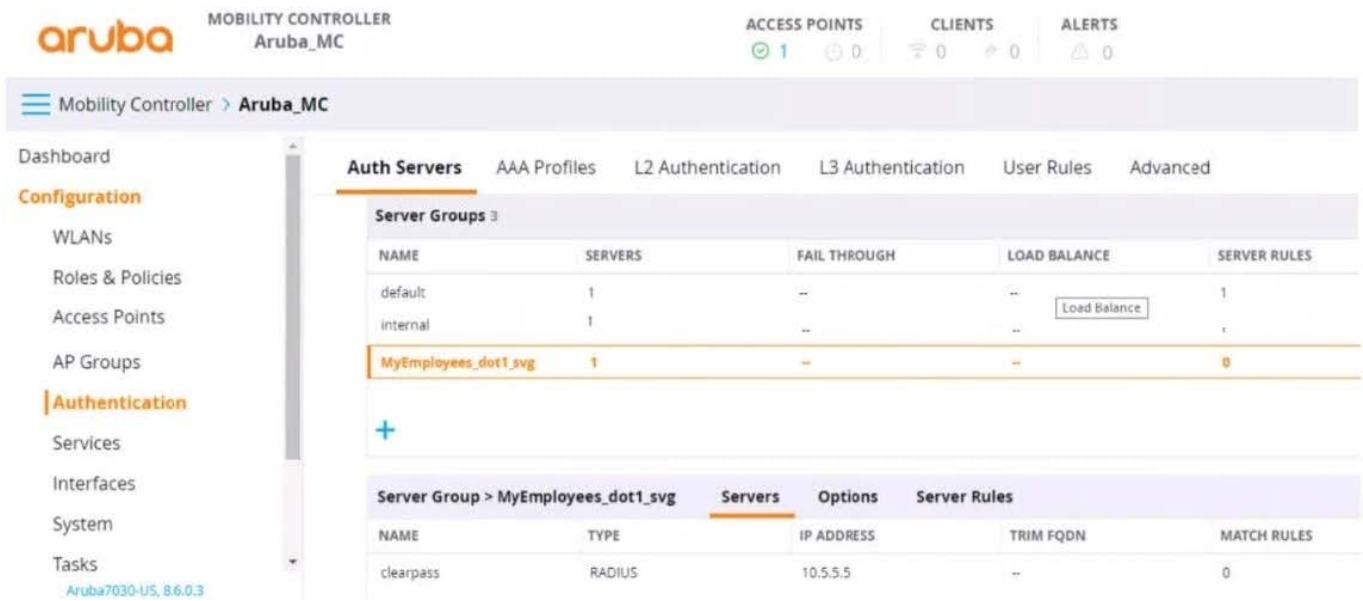 aruba
MOBILITY CONTROLLER
Aruba_MC
ACCESS POINTS CLIENTS ALERTS
1 0 0 0 0
Mobility Controller > Aruba_MC
Dashboard
Configuration
WLANs
Roles & Policies
Access Points
AP Groups
Authentication
Services
Interfaces
System
Tasks
Aruba7030-US, 8.6.0.3
Auth Servers AAA Profiles L2 Authentication L3 Authentication User Rules Advanced
Server Groups 3
NAME SERVERS FAIL THROUGH LOAD BALANCE SERVER RULES
default 1 -- -- 1
Load Balance
internal 1 -- --
MyEmployees_dot1_svg 1 -- -- 0
+
Server Group > MyEmployees_dot1_svg Servers Options Server Rules
NAME TYPE IP ADDRESS TRIM FQDN MATCH RULES
clearpass RADIUS 10.5.5.5 -- 0